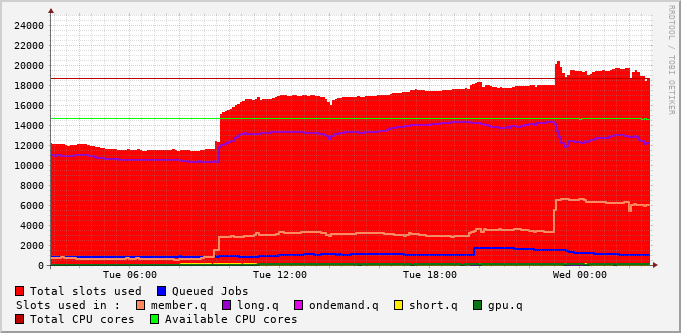 24000
22000
20000
18000
16000
14000
12000
10000
8000
6000
4000
2000
0
Tue 06:00 Tue 12:00 Tue 18:00 Wed 00:00
RRDTOOL / TOBI OETIKER
Total slots used Queued Jobs
Slots used in : member.q long.q ondemand.q short.q gpu.q
Total CPU cores Available CPU cores